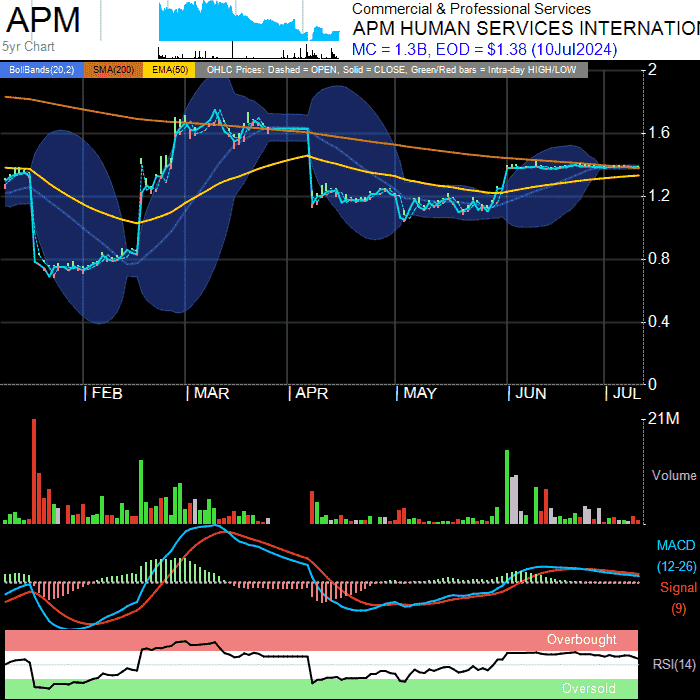 APM
5yr Chart
Commercial & Professional Services
APM HUMAN SERVICES INTERNATIO
MC = 1.3B, EOD = $1.38 (10Jul2024)
BollBands(20,2) SMA(200) EMA(50) OHLC Prices: Dashed = OPEN, Solid = CLOSE, Green/Red bars = Intra-day HIGH/LOW
2
1.6
1.2
0.8
0.4
0
| FEB | MAR | APR | MAY | JUN | JUL
21M
Volume
MACD
(12-26)
Signal
(9)
Overbought
RSI(14)
Oversold